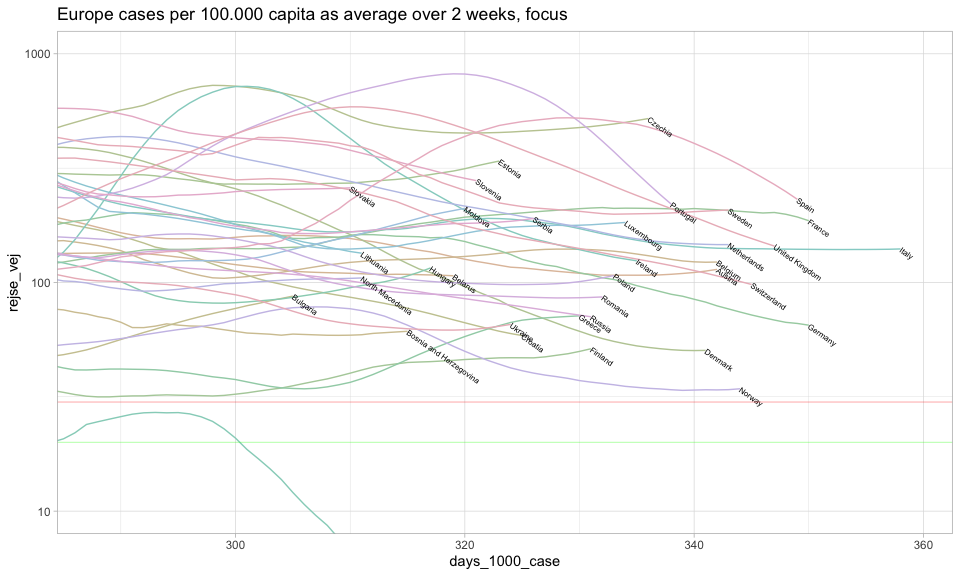 Europe cases per 100.000 capita as average over 2 weeks, focus
1000
100
10
rejse_vej
Czechia
Estonia
Slovenia
Slovakia
Moldova
Serbia
Portugal
Sweden
Spain
France
Luxembourg
Netherlands
United Kingdom
Italy
Lithuania
Hungary
Belarus
Ireland
Belgium
Switzerland
North Macedonia
Poland
Bulgaria
Romania
Russia
Greece
Ukraine
Croatia
Germany
Bosnia and Herzegovina
Finland
Denmark
Norway
300
320
340
360
days_1000_case